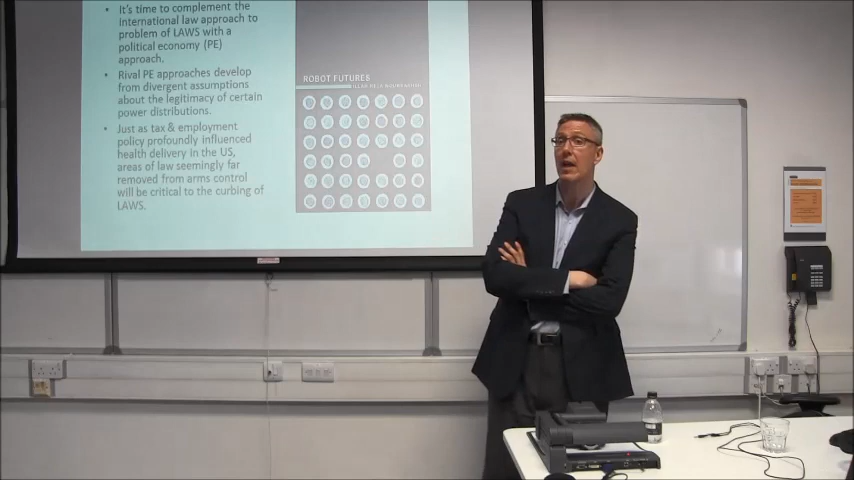 It's time to complement the
international law approach to
problem of LAWS with a
political economy (PE)
approach.
Rival PE approaches develop
from divergent assumptions
about the legitimacy of certain
power distributions.
Just as tax & employment
policy profoundly influenced
health delivery in the US,
areas of law seemingly far
removed from arms control
will be critical to the curbing of
LAWS.
ROBOT FUTURES
ILLAH REZA NOURBAKHSH